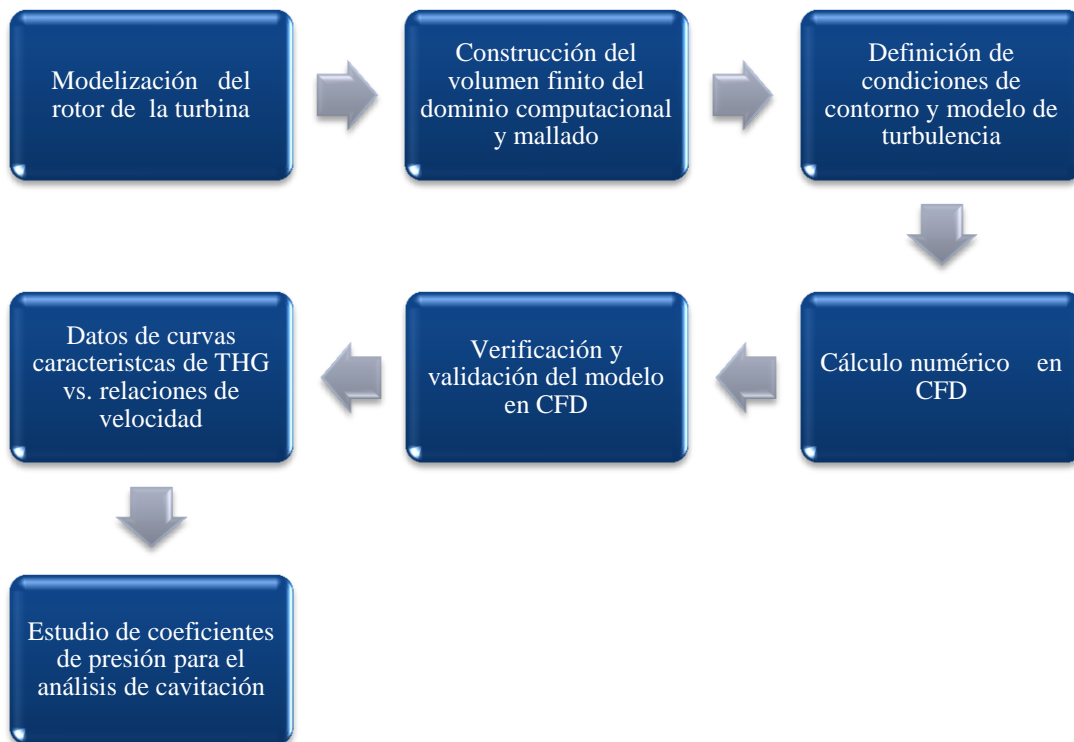 Modelización del
rotor de la turbina
Construcción del
volumen finito del
dominio computacional
y mallado
Definición de
condiciones de
contorno y modelo de
turbulencia
Cálculo numérico en
CFD
Verificación y
validación del modelo
en CFD
Datos de curvas
caracteristcas de THG
vs. relaciones de
velocidad
Estudio de coeficientes
de presión para el
análisis de cavitación